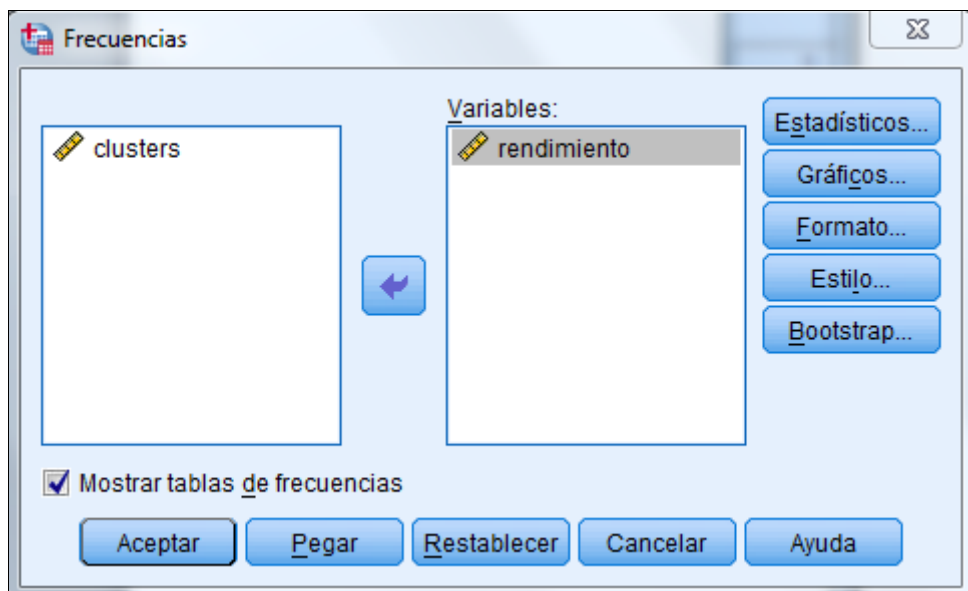 Frecuencias
clusters
Variables:
rendimiento
Estadísticos...
Gráficos...
Formato...
Estilo...
Bootstrap...
Mostrar tablas de frecuencias
Aceptar
Pegar
Restablecer
Cancelar
Ayuda